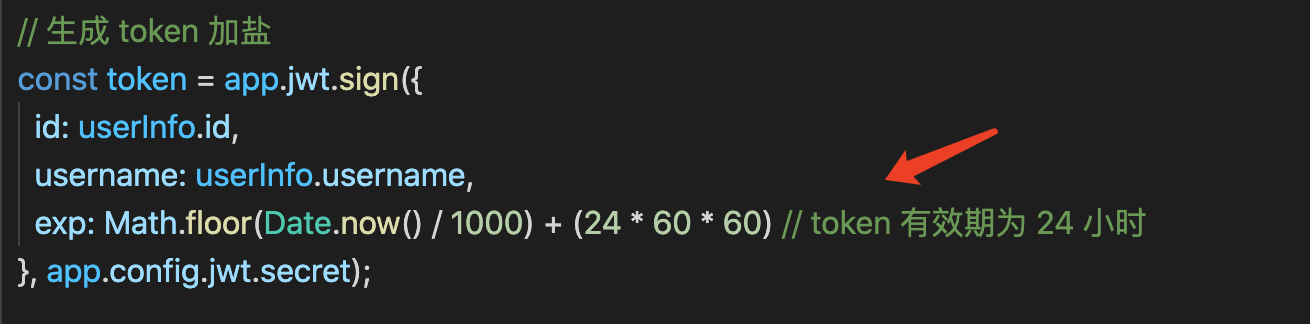 // 生成 token 加盐
const token = app.jwt.sign({
  id: userInfo.id,
  username: userInfo.username,
  exp: Math.floor(Date.now() / 1000) + (24 * 60 * 60) // token 有效期为 24 小时
}, app.config.jwt.secret);